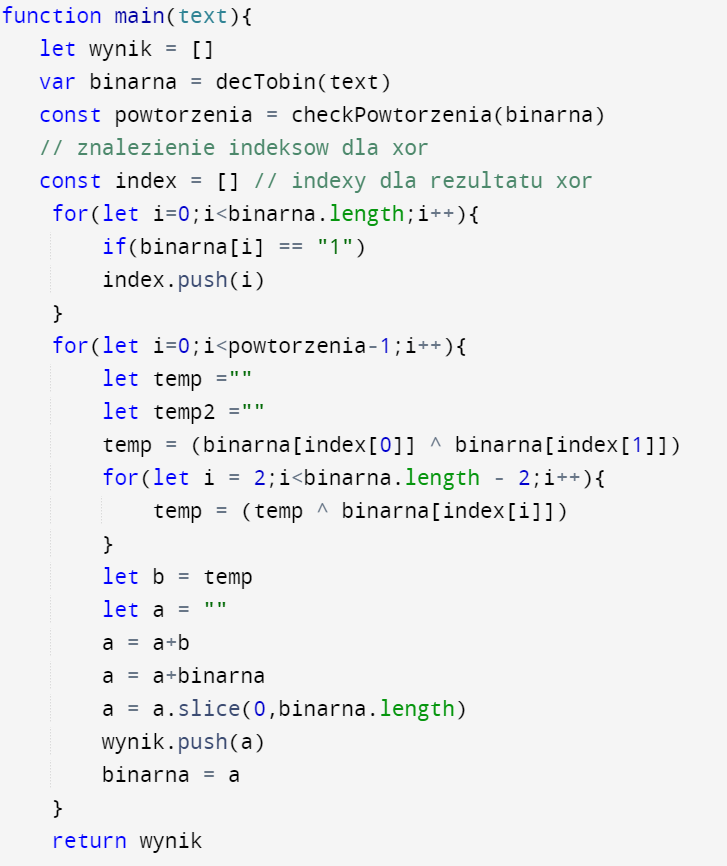 function main(text){
let wynik = []
var binarna = decTobin(text)
const powtorzenia = checkPowtorzenia(binarna)
// znalezienie indeksow dla xor
const index = [] // indexy dla rezultatu xor
for(let i=0;i<binarna.length;i++){
if(binarna[i] == "1")
index.push(i)
}
for(let i=0;i<powtorzenia-1;i++){
let temp =""
let temp2 =""
temp = (binarna[index[0]] ^ binarna[index[1]])
for(let i = 2;i<binarna.length - 2;i++){
temp = (temp ^ binarna[index[i]])
}
let b = temp
let a = ""
a = a+b
a = a+binarna
a = a.slice(0,binarna.length)
wynik.push(a)
binarna = a
}
return wynik